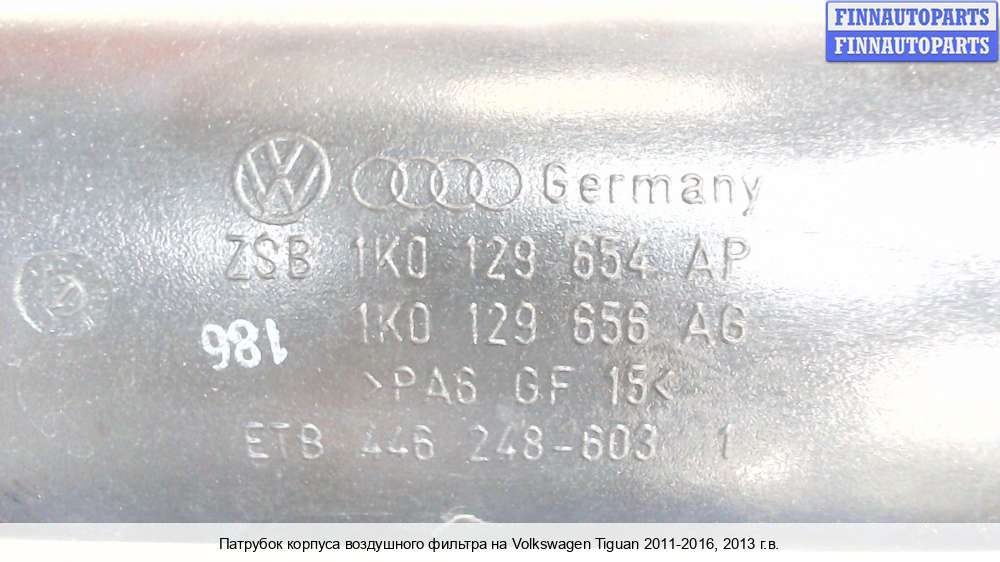 FINNAUTOPARTS
FINNAUTOPARTS
Germany
ZSB 1K0 129 654 AP
1K0 129 656 AG
186
>PA6 GF 15<
ETB 446 248-603 1
Патрубок корпуса воздушного фильтра на Volkswagen Tiguan 2011-2016, 2013 г.в.